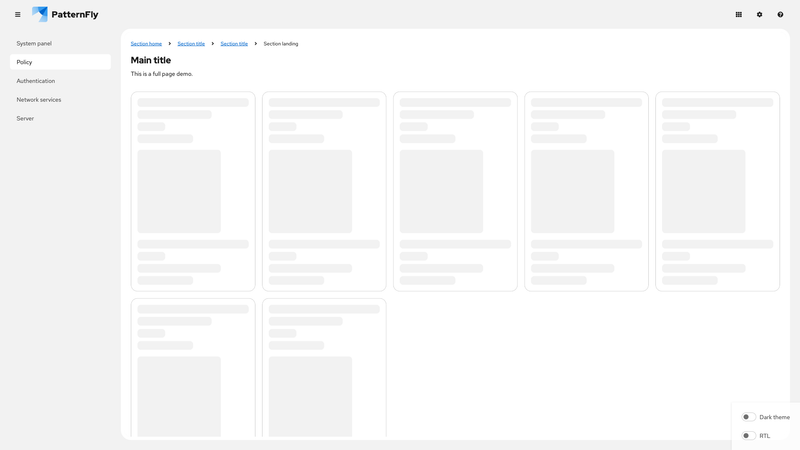 PatternFly
System panel
Policy
Authentication
Network services
Server
Section home > Section title > Section title > Section landing
Main title
This is a full page demo.
Dark theme
RTL